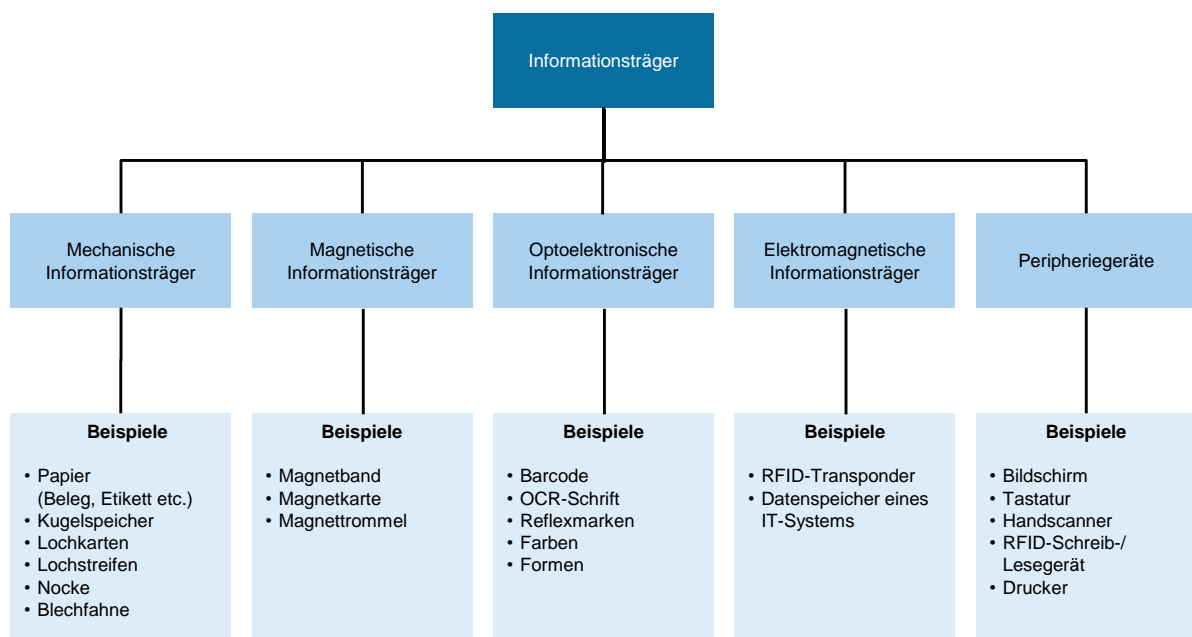 Informationsträger
Mechanische
Informationsträger
Magnetische
Informationsträger
Optoelektronische
Informationsträger
Elektromagnetische
Informationsträger
Peripheriegeräte
Beispiele
• Papier
(Beleg, Etikett etc.)
• Kugelspeicher
• Lochkarten
• Lochstreifen
• Nocke
• Blechfahne
Beispiele
• Magnetband
• Magnetkarte
• Magnettrommel
Beispiele
• Barcode
• OCR-Schrift
• Reflexmarken
• Farben
• Formen
Beispiele
• RFID-Transponder
• Datenspeicher eines
IT-Systems
Beispiele
• Bildschirm
• Tastatur
• Handscanner
• RFID-Schreib-/
Lesegerät
• Drucker